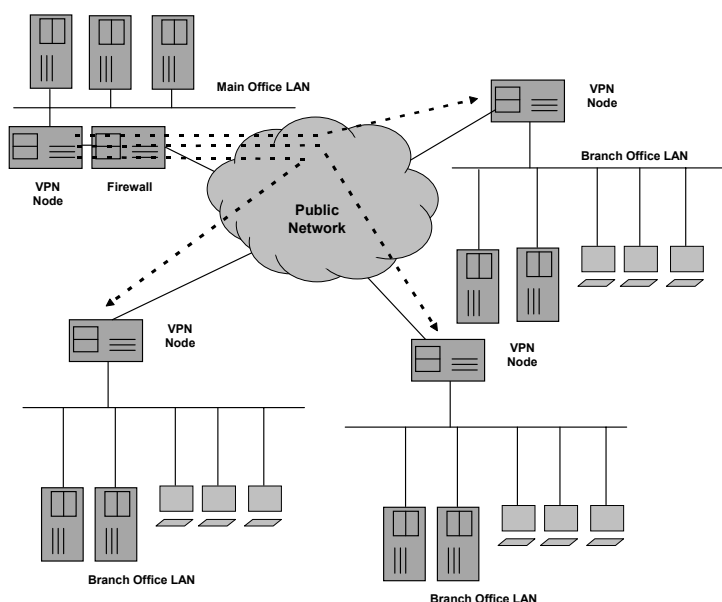 Main Office LAN
VPN
Node
Firewall
Public
Network
VPN
Node
Branch Office LAN
VPN
Node
VPN
Node
Branch Office LAN
Branch Office LAN